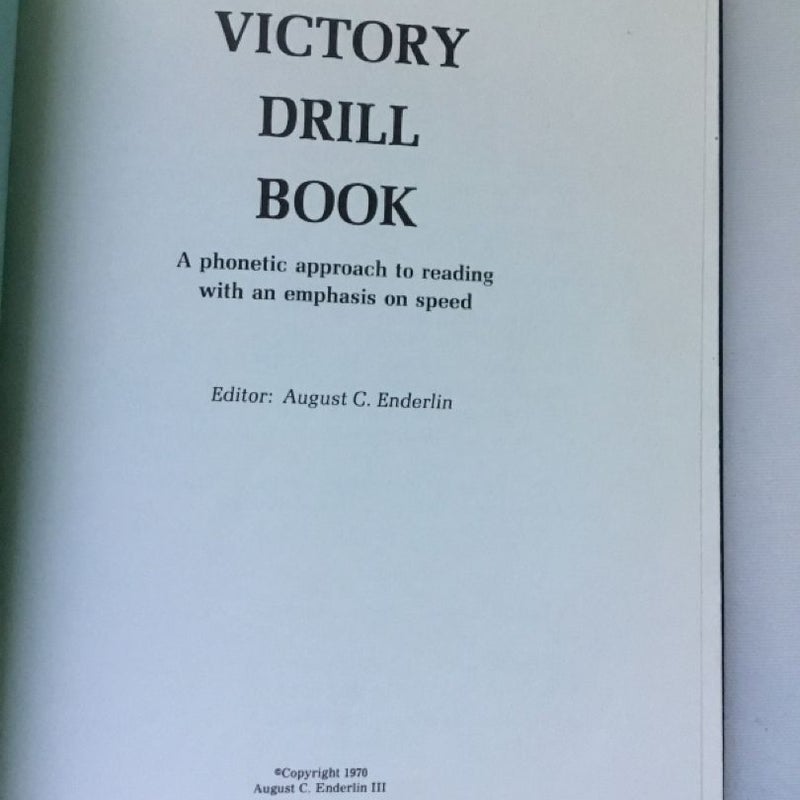 VICTORY
DRILL
BOOK
A phonetic approach to reading
with an emphasis on speed
Editor: August C. Enderlin
©Copyright 1970
August C. Enderlin III